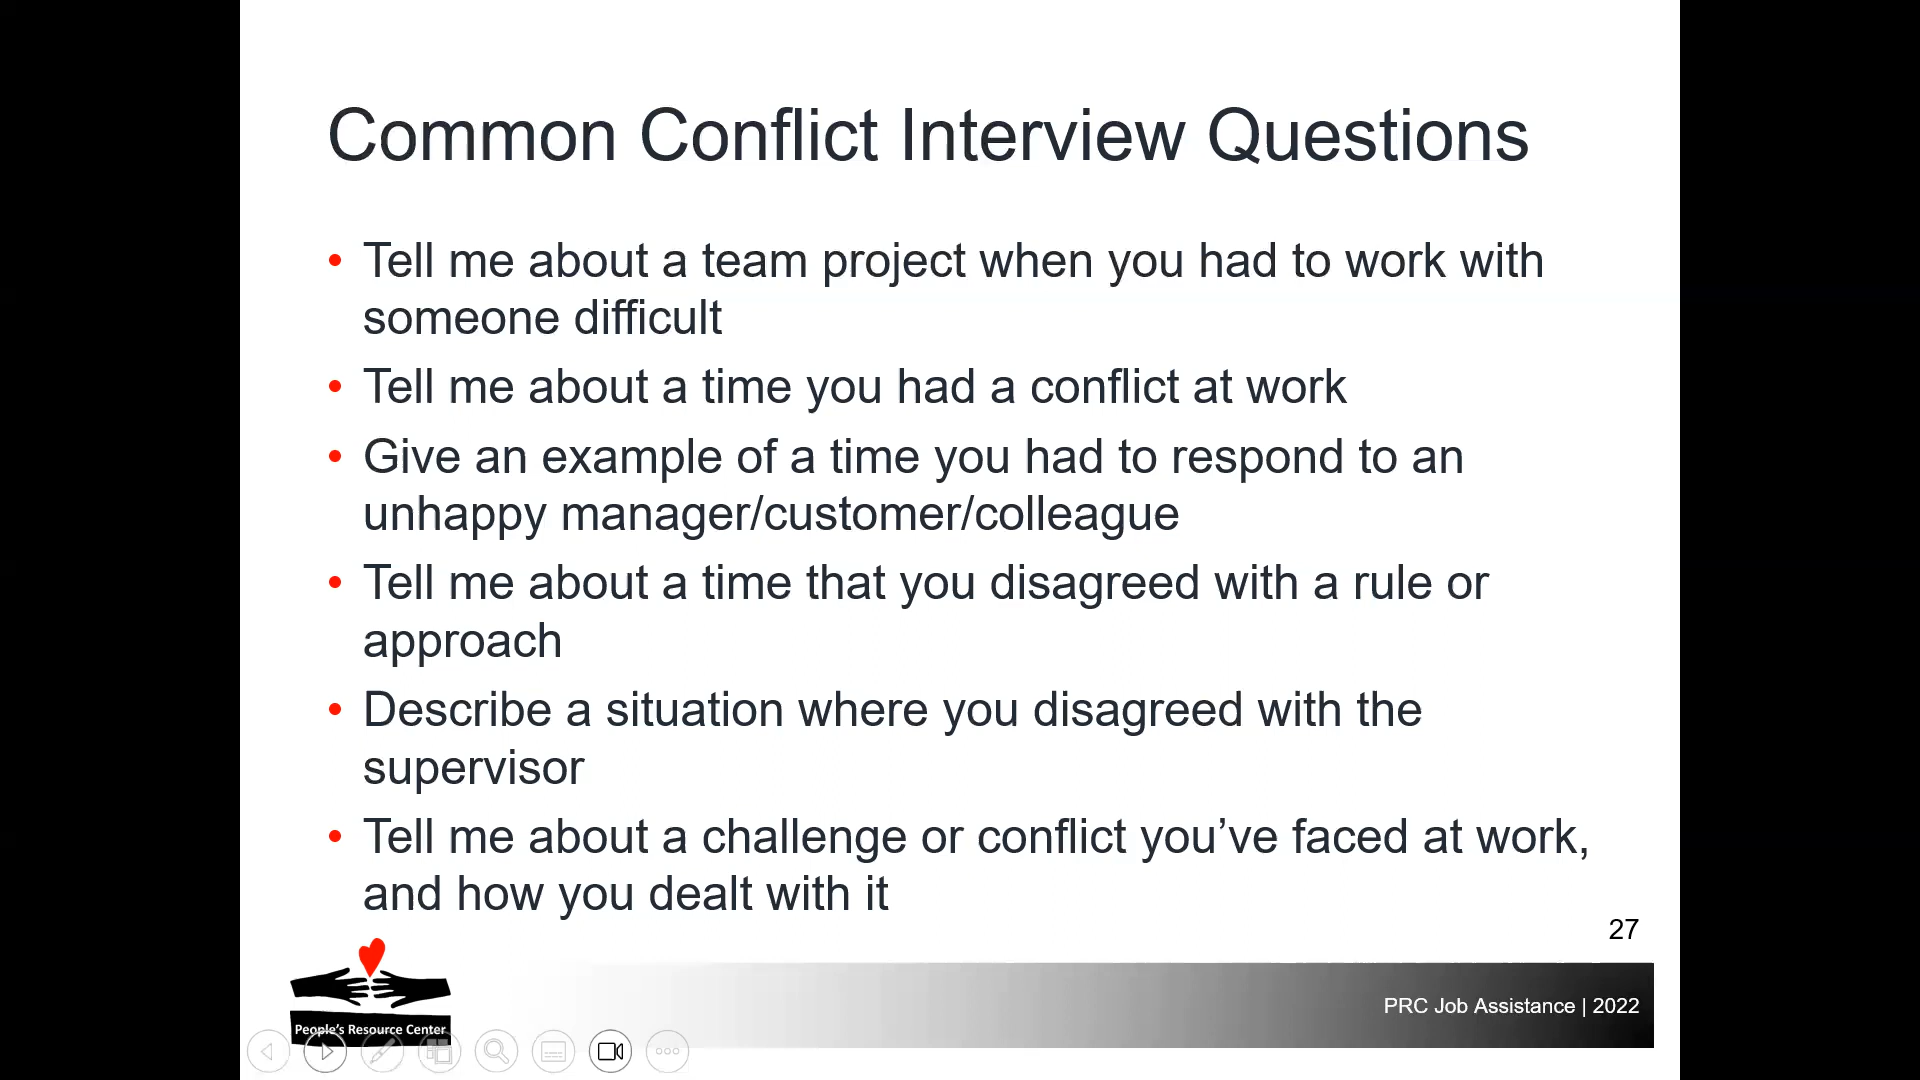 Common Conflict Interview Questions
• Tell me about a team project when you had to work with
someone difficult
• Tell me about a time you had a conflict at work
• Give an example of a time you had to respond to an
unhappy manager/customer/colleague
• Tell me about a time that you disagreed with a rule or
approach
• Describe a situation where you disagreed with the
supervisor
• Tell me about a challenge or conflict you’ve faced at work,
and how you dealt with it
27
PRC Job Assistance | 2022
People’s Resource Center